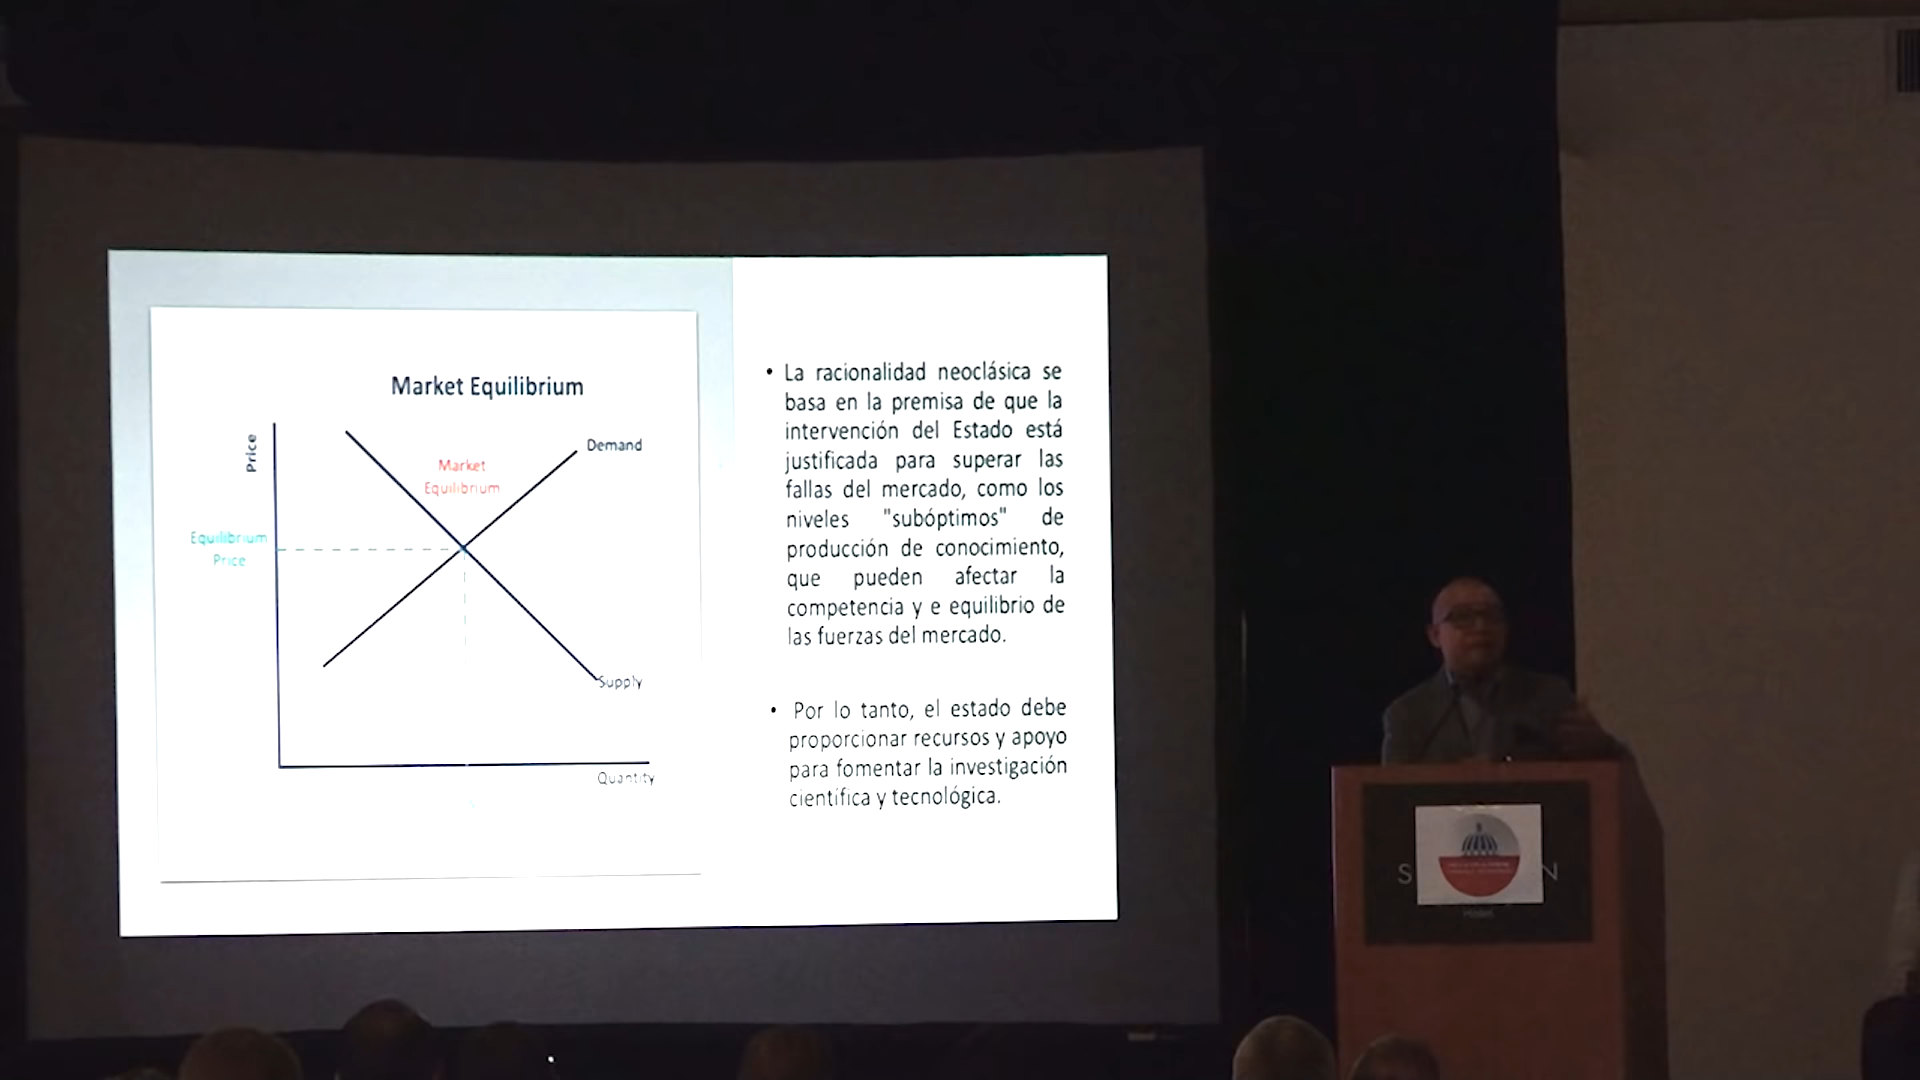 Market Equilibrium
Price
Demand
Market
Equilibrium
Equilibrium
Price
Supply
Quantity
• La racionalidad neoclásica se
basa en la premisa de que la
intervención del Estado está
justificada para superar las
fallas del mercado, como los
niveles "subóptimos" de
producción de conocimiento,
que pueden afectar la
competencia y e equilibrio de
las fuerzas del mercado.
• Por lo tanto, el estado debe
proporcionar recursos y apoyo
para fomentar la investigación
científica y tecnológica.